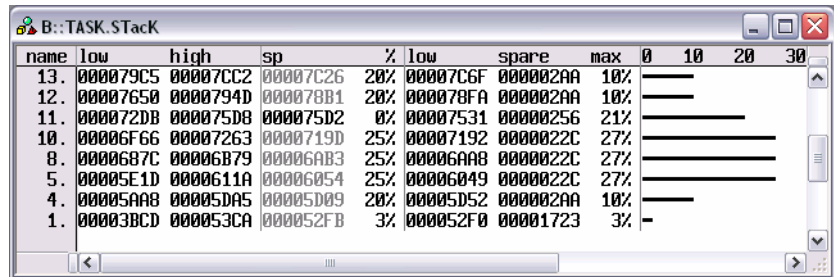 B::TASK.STacK
name low high sp % low spare max 0 10 20 30
13. 000079C5 00007CC2 00007C26 20% 00007C6F 000002AA 10%
12. 00007650 0000794D 000078B1 20% 000078FA 000002AA 10%
11. 000072DB 000075D8 000075D2 0% 00007531 00000256 21%
10. 00006F66 00007263 0000719D 25% 00007192 0000022C 27%
8. 0000687C 00006B79 00006AB3 25% 00006AA8 0000022C 27%
5. 00005E1D 0000611A 00006054 25% 00006049 0000022C 27%
4. 00005AA8 00005DA5 00005D09 20% 00005D52 000002AA 10%
1. 00003BCD 000053CA 000052FB 3% 000052F0 00001723 3%